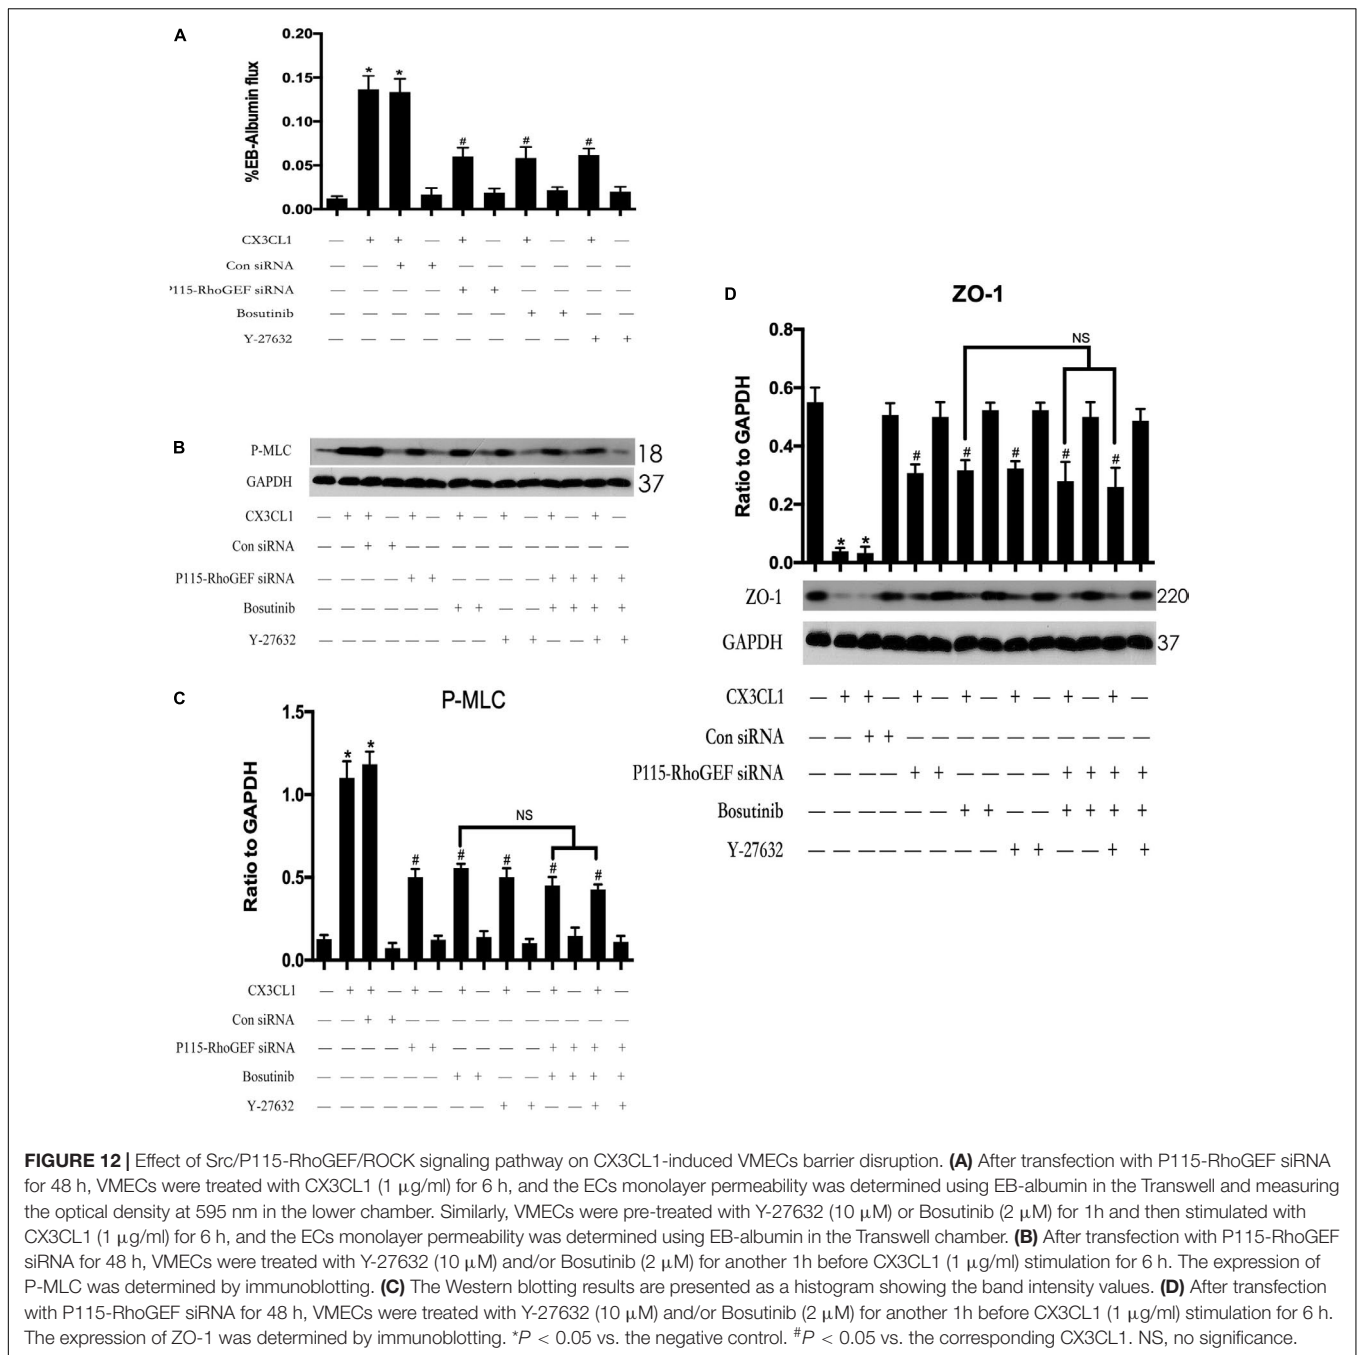 A
0.20
0.15
0.10
0.05
0.00
%EB-Albumin flux
* * # # #
CX3CL1 — + + — + — + — + —
Con siRNA — — + + — — — — — —
P115-RhoGEF siRNA — — — — + + — — — —
Bosutinib — — — — — — + + — —
Y-27632 — — — — — — — — + +
B
P-MLC 18
GAPDH 37
CX3CL1 — + + — + — + — + — + — + —
Con siRNA — — + + — — — — — — — — — —
P115-RhoGEF siRNA — — — — + + — — — — + + + +
Bosutinib — — — — — — + + — — + + + +
Y-27632 — — — — — — — — + + — — + +
C
P-MLC
1.5
1.0
0.5
0.0
Ratio to GAPDH
* * # # # # #
NS
CX3CL1 — + + — + — + — + — + — + —
Con siRNA — — + + — — — — — — — — — —
P115-RhoGEF siRNA — — — — + + — — — — + + + +
Bosutinib — — — — — — + + — — + + + +
Y-27632 — — — — — — — — + + — — + +
D
ZO-1
0.8
0.6
0.4
0.2
0.0
Ratio to GAPDH
NS
* * # # # # #
ZO-1 220
GAPDH 37
CX3CL1 — + + — + — + — + — + — + —
Con siRNA — — + + — — — — — — — — — —
P115-RhoGEF siRNA — — — — + + — — — — + + + +
Bosutinib — — — — — — + + — — + + + +
Y-27632 — — — — — — — — + + — — + +
FIGURE 12 | Effect of Src/P115-RhoGEF/ROCK signaling pathway on CX3CL1-induced VMECs barrier disruption. (A) After transfection with P115-RhoGEF siRNA
for 48 h, VMECs were treated with CX3CL1 (1 μg/ml) for 6 h, and the ECs monolayer permeability was determined using EB-albumin in the Transwell and measuring
the optical density at 595 nm in the lower chamber. Similarly, VMECs were pre-treated with Y-27632 (10 μM) or Bosutinib (2 μM) for 1h and then stimulated with
CX3CL1 (1 μg/ml) for 6 h, and the ECs monolayer permeability was determined using EB-albumin in the Transwell chamber. (B) After transfection with P115-RhoGEF
siRNA for 48 h, VMECs were treated with Y-27632 (10 μM) and/or Bosutinib (2 μM) for another 1h before CX3CL1 (1 μg/ml) stimulation for 6 h. The expression of
P-MLC was determined by immunoblotting. (C) The Western blotting results are presented as a histogram showing the band intensity values. (D) After transfection
with P115-RhoGEF siRNA for 48 h, VMECs were treated with Y-27632 (10 μM) and/or Bosutinib (2 μM) for another 1h before CX3CL1 (1 μg/ml) stimulation for 6 h.
The expression of ZO-1 was determined by immunoblotting. *P < 0.05 vs. the negative control. #P < 0.05 vs. the corresponding CX3CL1. NS, no significance.